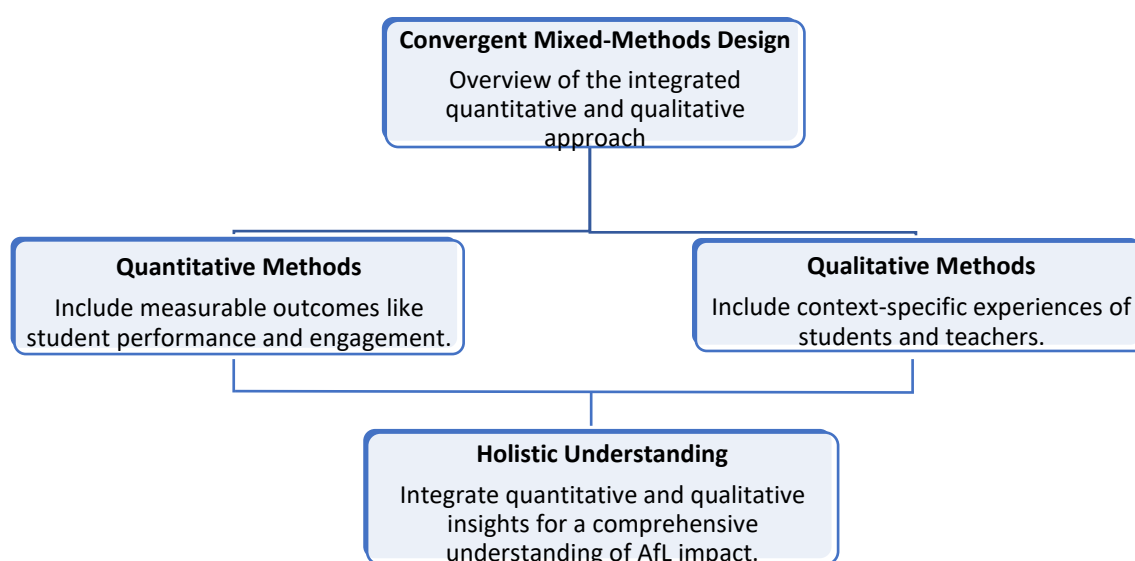 Convergent Mixed-Methods Design
Overview of the integrated
quantitative and qualitative
approach
Quantitative Methods
Include measurable outcomes like
student performance and engagement.
Qualitative Methods
Include context-specific experiences of
students and teachers.
Holistic Understanding
Integrate quantitative and qualitative
insights for a comprehensive
understanding of AfL impact.